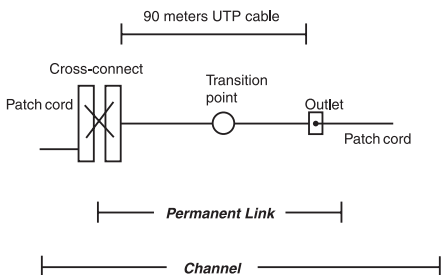 90 meters UTP cable
Cross-connect
Transition
point
Patch cord
Outlet
Patch cord
Permanent Link
Channel